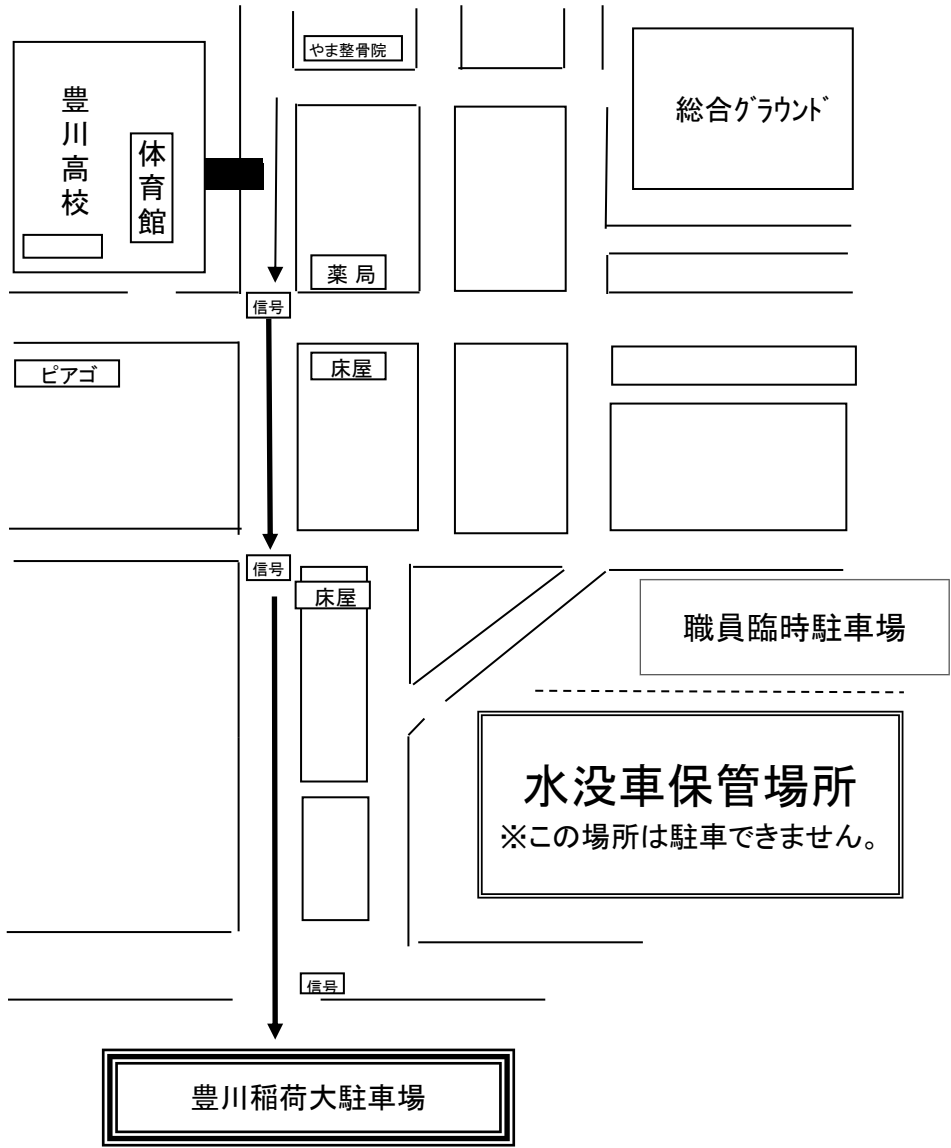 やま整骨院
総合グラウンド
豊川高校
体育館
薬局
信号
ピアゴ
床屋
信号
床屋
職員臨時駐車場
水没車保管場所
※この場所は駐車できません。
信号
豊川稲荷大駐車場